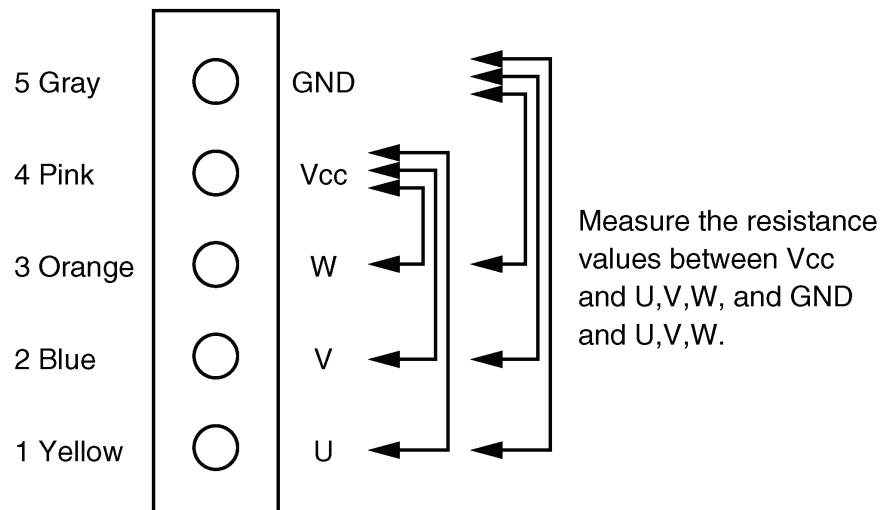 5 Gray GND
4 Pink Vcc
3 Orange W
2 Blue V
1 Yellow U
Measure the resistance
values between Vcc
and U,V,W, and GND
and U,V,W.